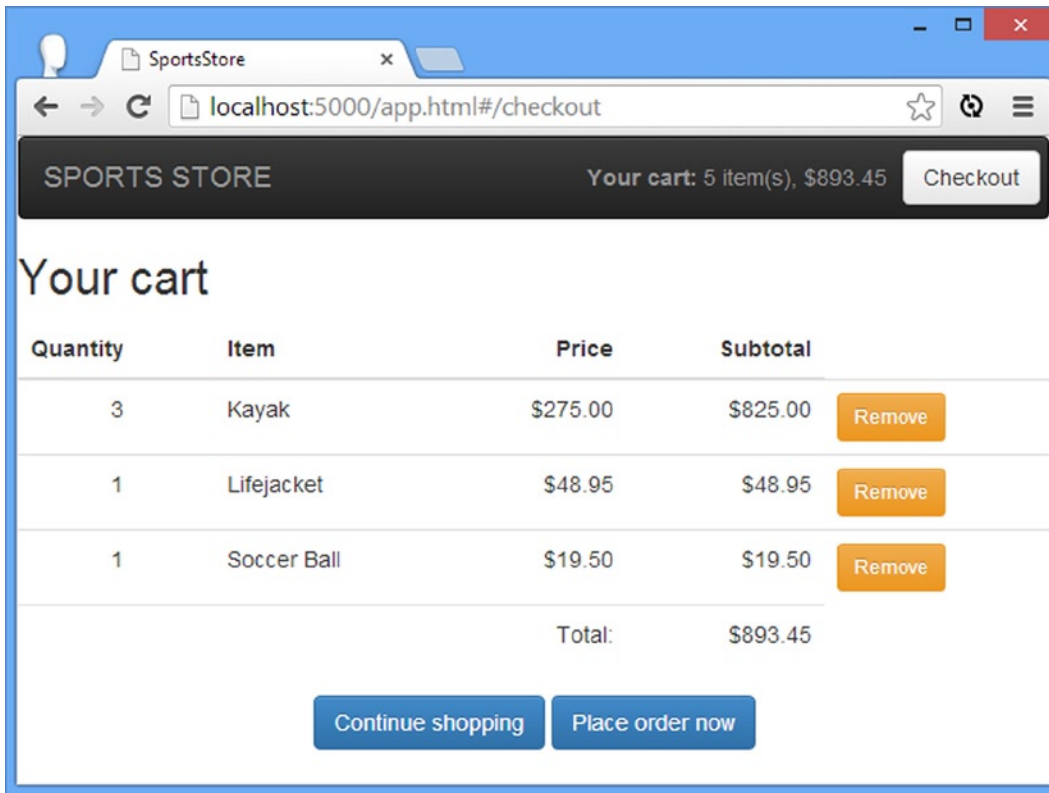 SportsStore
localhost:5000/app.html#/checkout
SPORTS STORE Your cart: 5 item(s), $893.45 Checkout
Your cart
Quantity Item Price Subtotal
3 Kayak $275.00 $825.00 Remove
1 Lifejacket $48.95 $48.95 Remove
1 Soccer Ball $19.50 $19.50 Remove
Total: $893.45
Continue shopping Place order now